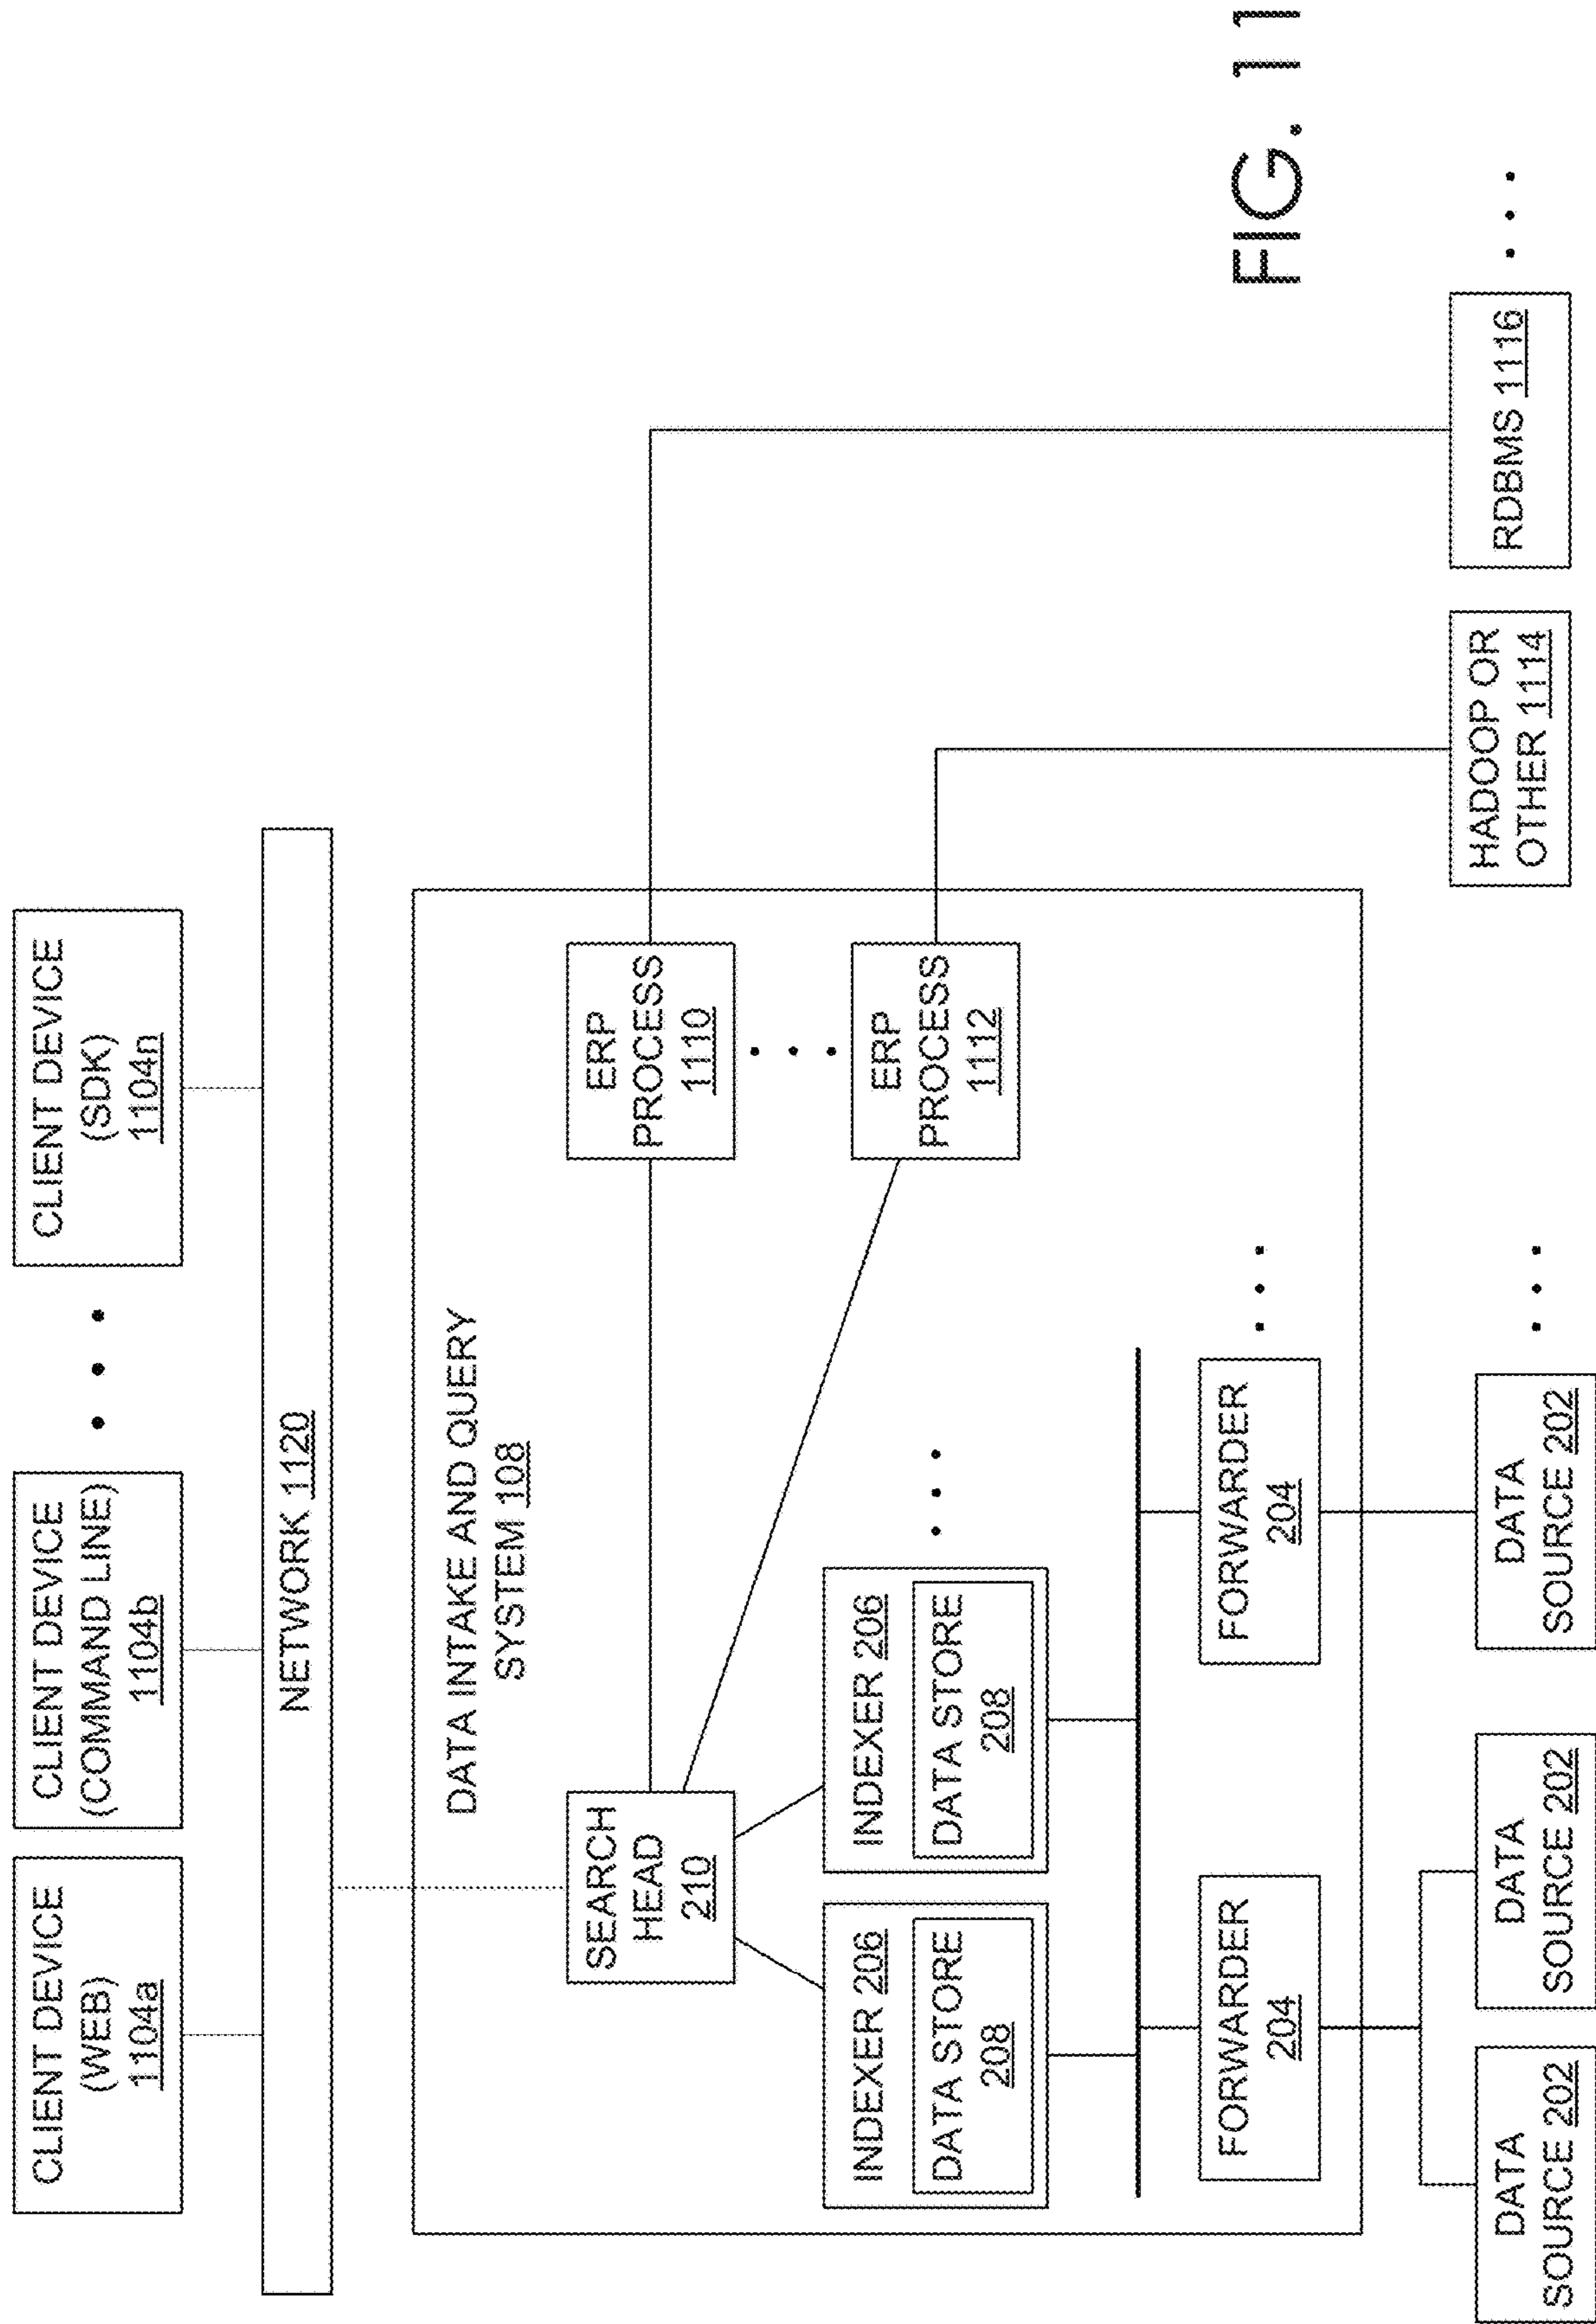 CLIENT DEVICE
(WEB)
1104a
CLIENT DEVICE
(COMMAND LINE)
1104b
CLIENT DEVICE
(SDK)
1104n
NETWORK 1120
DATA INTAKE AND QUERY
SYSTEM 108
SEARCH
HEAD
210
ERP
PROCESS
1110
ERP
PROCESS
1112
INDEXER 206
DATA STORE
208
INDEXER 206
DATA STORE
208
FORWARDER
204
FORWARDER
204
DATA
SOURCE 202
DATA
SOURCE 202
DATA
SOURCE 202
HADOOP OR
OTHER 1114
RDBMS 1116
FIG. 11